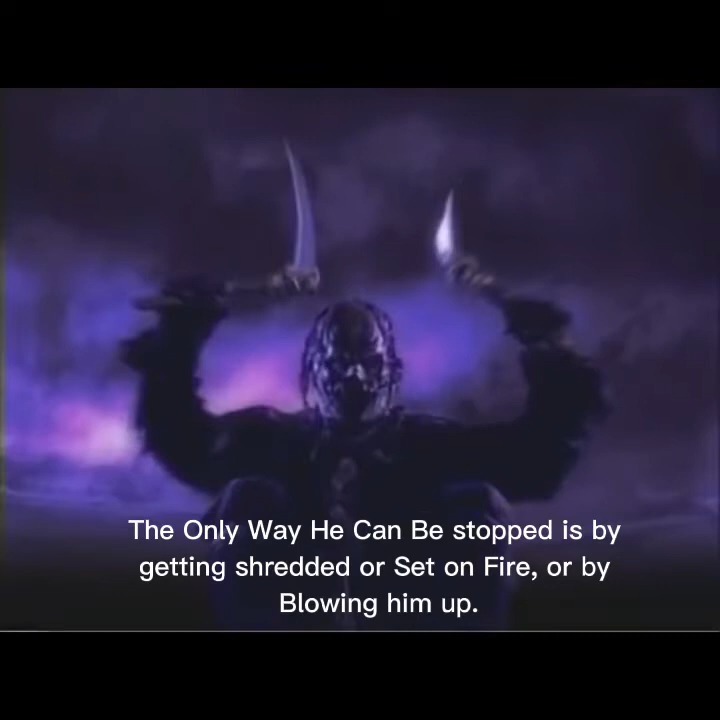 The Only Way He Can Be stopped is by
getting shredded or Set on Fire, or by
Blowing him up.